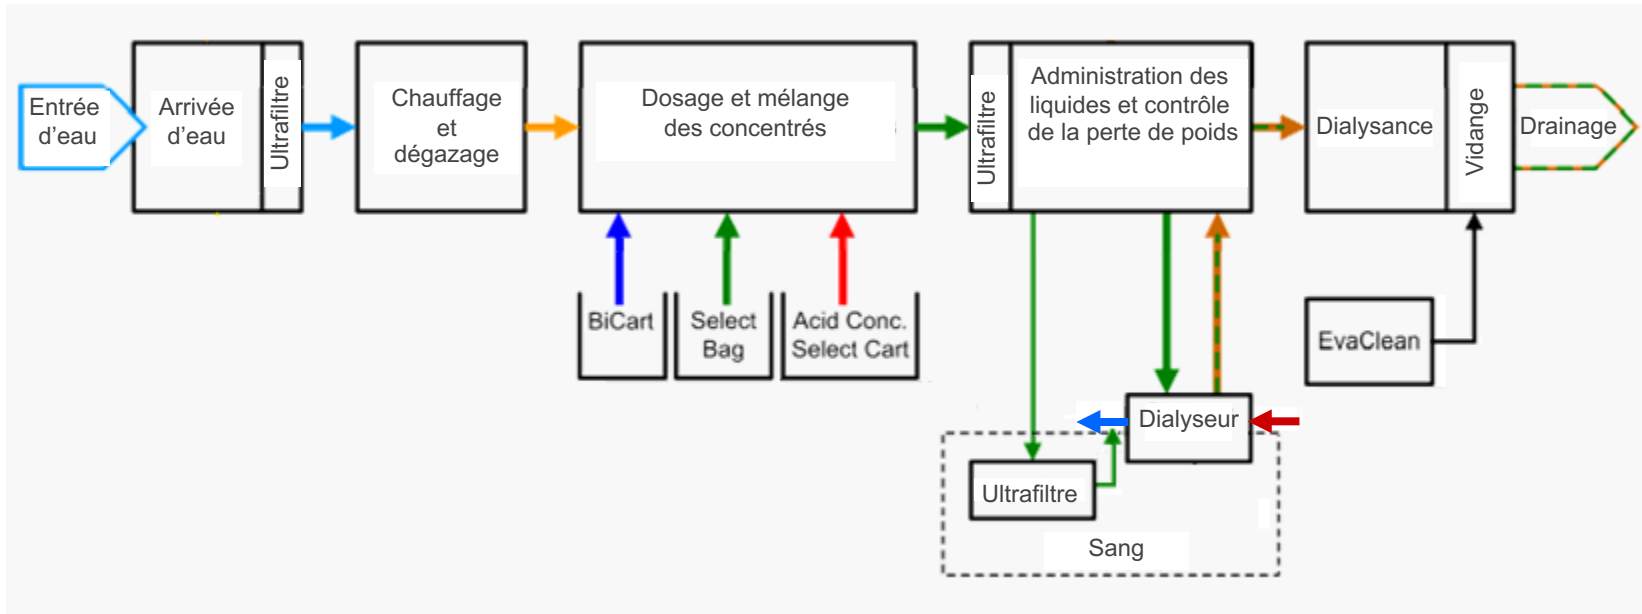 Entrée
d'eau
Arrivée
d'eau
Ultrafiltre
Chauffage
et
dégazage
Dosage et mélange
des concentrés
Ultrafiltre
Administration des
liquides et contrôle
de la perte de poids
Dialysance
Vidange
Drainage
BiCart
Select
Bag
Acid Conc.
Select Cart
EvaClean
Dialyseur
Ultrafiltre
Sang